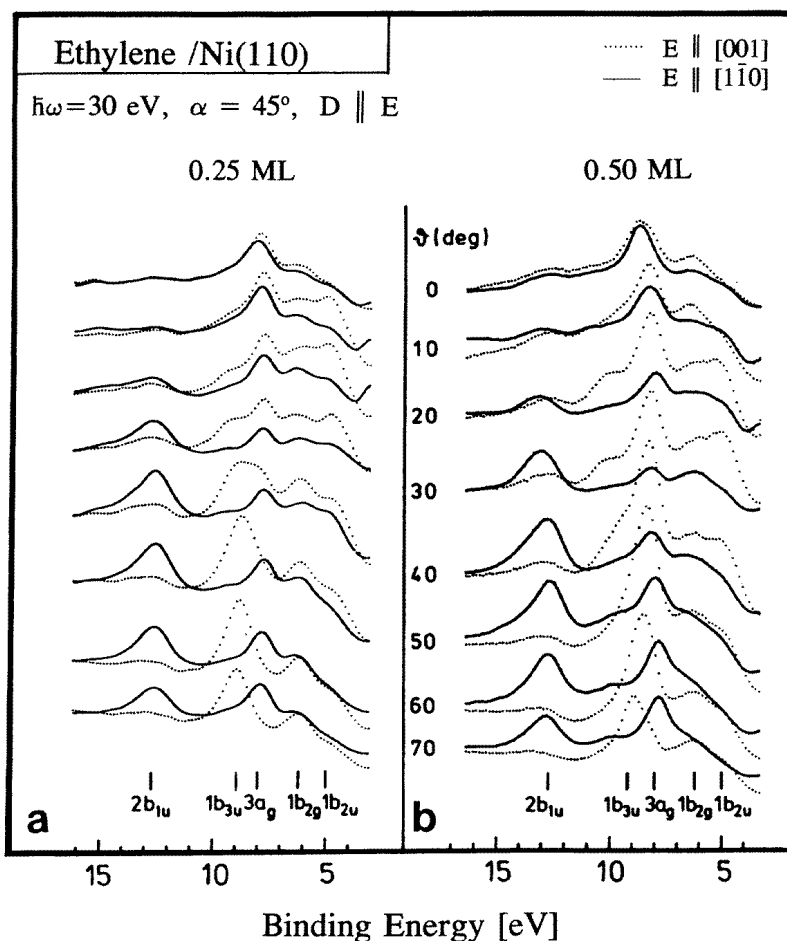 Ethylene /Ni(110)
ħω=30 eV, α = 45°, D ∥ E
········ E ∥ [001]
—— E ∥ [11̄0]
0.25 ML
0.50 ML
ϑ(deg)
0
10
20
30
40
50
60
70
2b₁ᵤ 1b₃ᵤ 3a_g 1b₂g 1b₂ᵤ
a
2b₁ᵤ 1b₃ᵤ 3a_g 1b₂g 1b₂ᵤ
b
15 10 5
15 10 5
Binding Energy [eV]